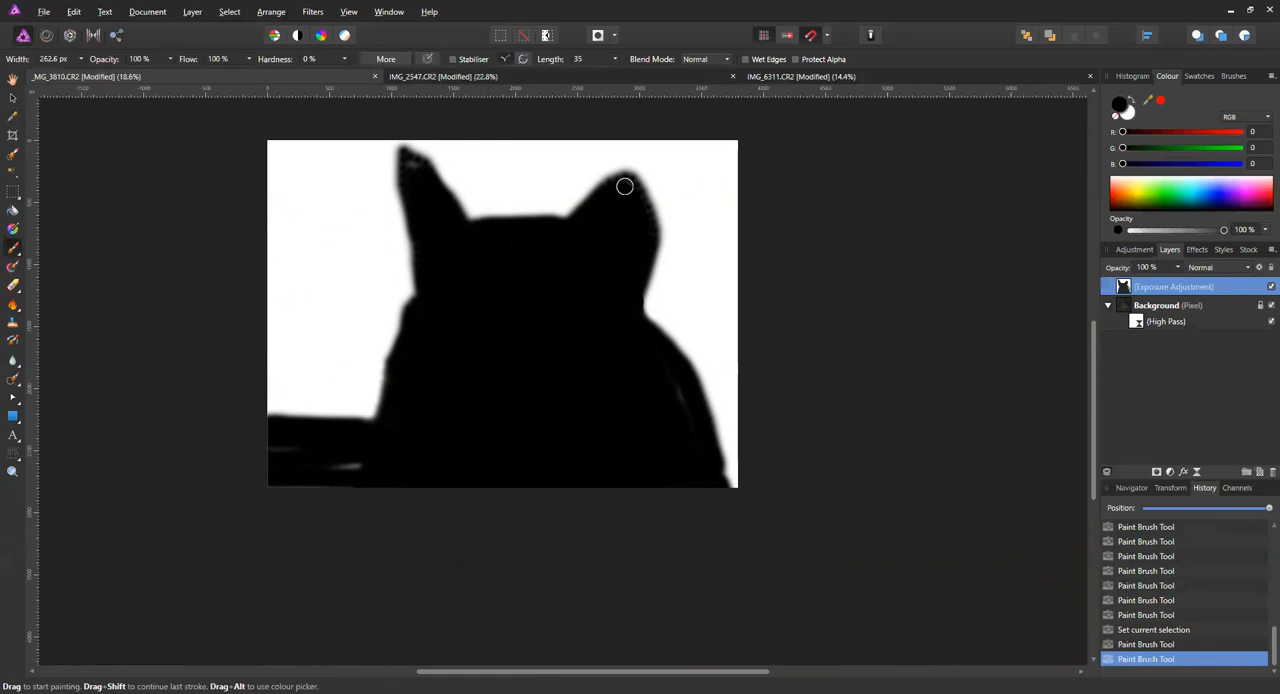 File Edit Text Document Layer Select Arrange Filters View Window Help
Width: 262.6 px Opacity: 100 % Flow: 100 % Hardness: 0 % More Stabiliser Length: 35 Blend Mode: Normal Wet Edges Protect Alpha
_MG_3810.CR2 [Modified] (18.6%) IMG_2547.CR2 [Modified] (22.8%) IMG_6311.CR2 [Modified] (14.4%)
Histogram Colour Swatches Brushes
RGB
R: 0
G: 0
B: 0
Opacity
100 %
Adjustment Layers Effects Styles Stock
Opacity: 100 % Normal
(Exposure Adjustment)
Background (Pixel)
(High Pass)
Navigator Transform History Channels
Position:
Paint Brush Tool
Paint Brush Tool
Paint Brush Tool
Paint Brush Tool
Paint Brush Tool
Paint Brush Tool
Paint Brush Tool
Set current selection
Paint Brush Tool
Paint Brush Tool
Drag to start painting. Drag+Shift to continue last stroke. Drag+Alt to use colour picker.